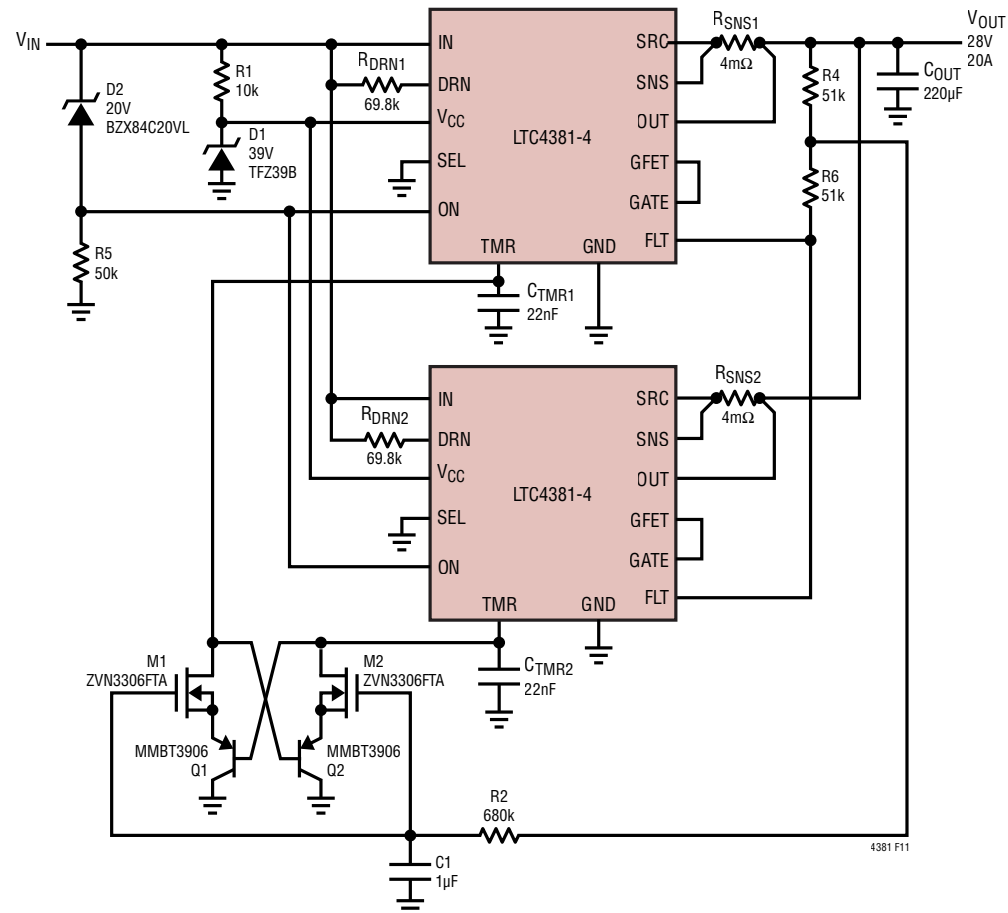 VIN
D2
20V
BZX84C20VL
R1
10k
D1
39V
TFZ39B
R5
50k
RDRN1
69.8k
IN
DRN
VCC
SEL
ON
TMR
GND
LTC4381-4
SRC
SNS
OUT
GFET
GATE
FLT
RSNS1
4mΩ
R4
51k
R6
51k
COUT
220µF
VOUT
28V
20A
CTMR1
22nF
RDRN2
69.8k
IN
DRN
VCC
SEL
ON
TMR
GND
LTC4381-4
SRC
SNS
OUT
GFET
GATE
FLT
RSNS2
4mΩ
CTMR2
22nF
M1
ZVN3306FTA
M2
ZVN3306FTA
MMBT3906
Q1
MMBT3906
Q2
R2
680k
C1
1µF
4381 F11